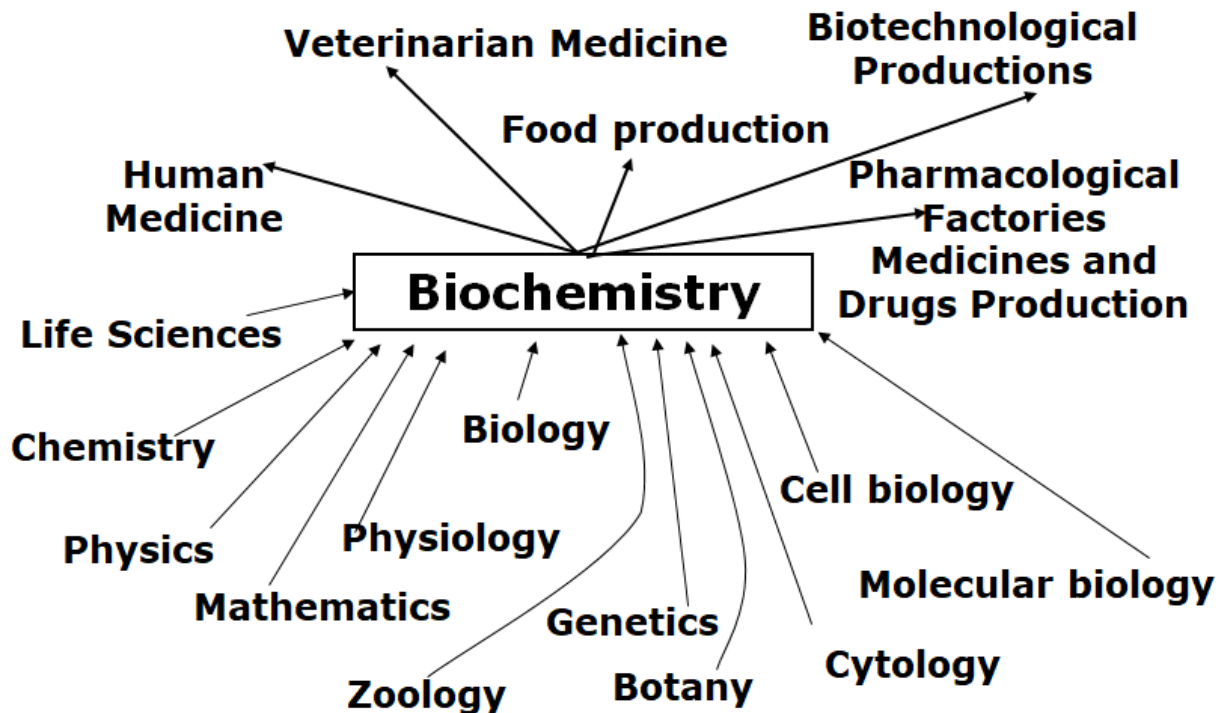 Veterinarian Medicine
Biotechnological
Productions
Food production
Human
Medicine
Pharmacological
Factories
Medicines and
Drugs Production
Biochemistry
Life Sciences
Chemistry
Biology
Cell biology
Physics
Physiology
Mathematics
Molecular biology
Genetics
Zoology
Botany
Cytology